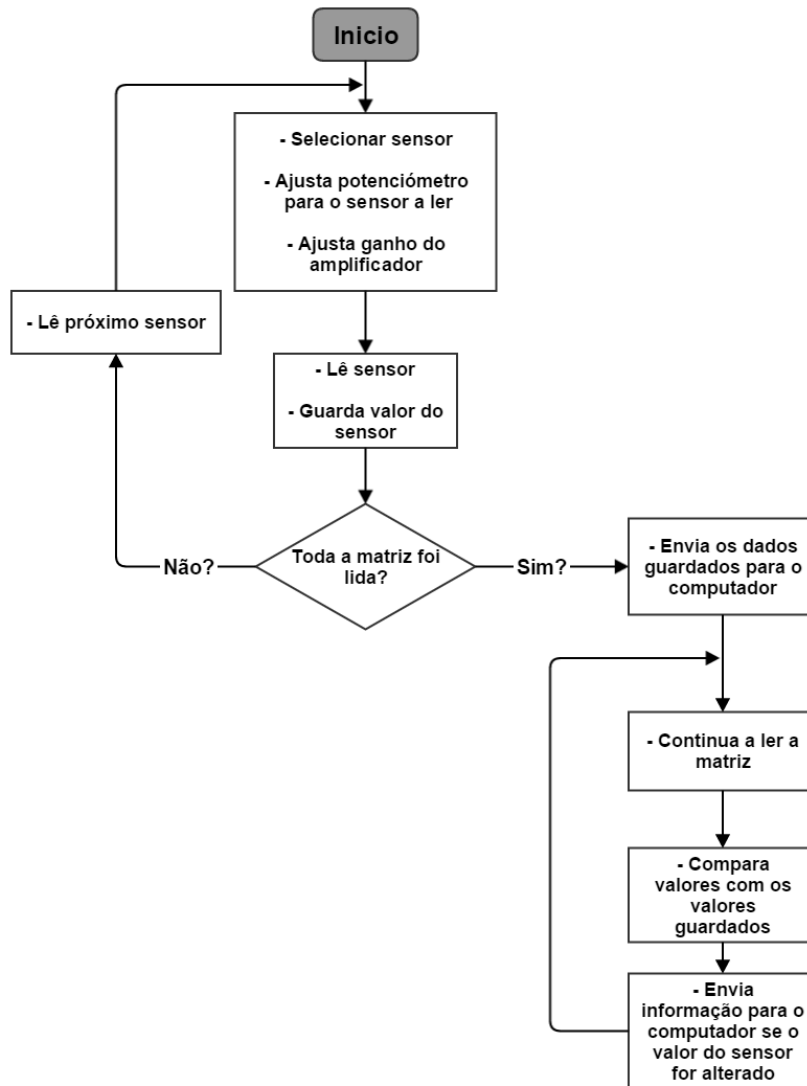 Inicio
- Selecionar sensor
- Ajusta potenciómetro
para o sensor a ler
- Ajusta ganho do
amplificador
- Lê próximo sensor
- Lê sensor
- Guarda valor do
sensor
Toda a matriz foi
lida?
Não?
Sim?
- Envia os dados
guardados para o
computador
- Continua a ler a
matriz
- Compara
valores com os
valores
guardados
- Envia
informação para o
computador se o
valor do sensor
for alterado